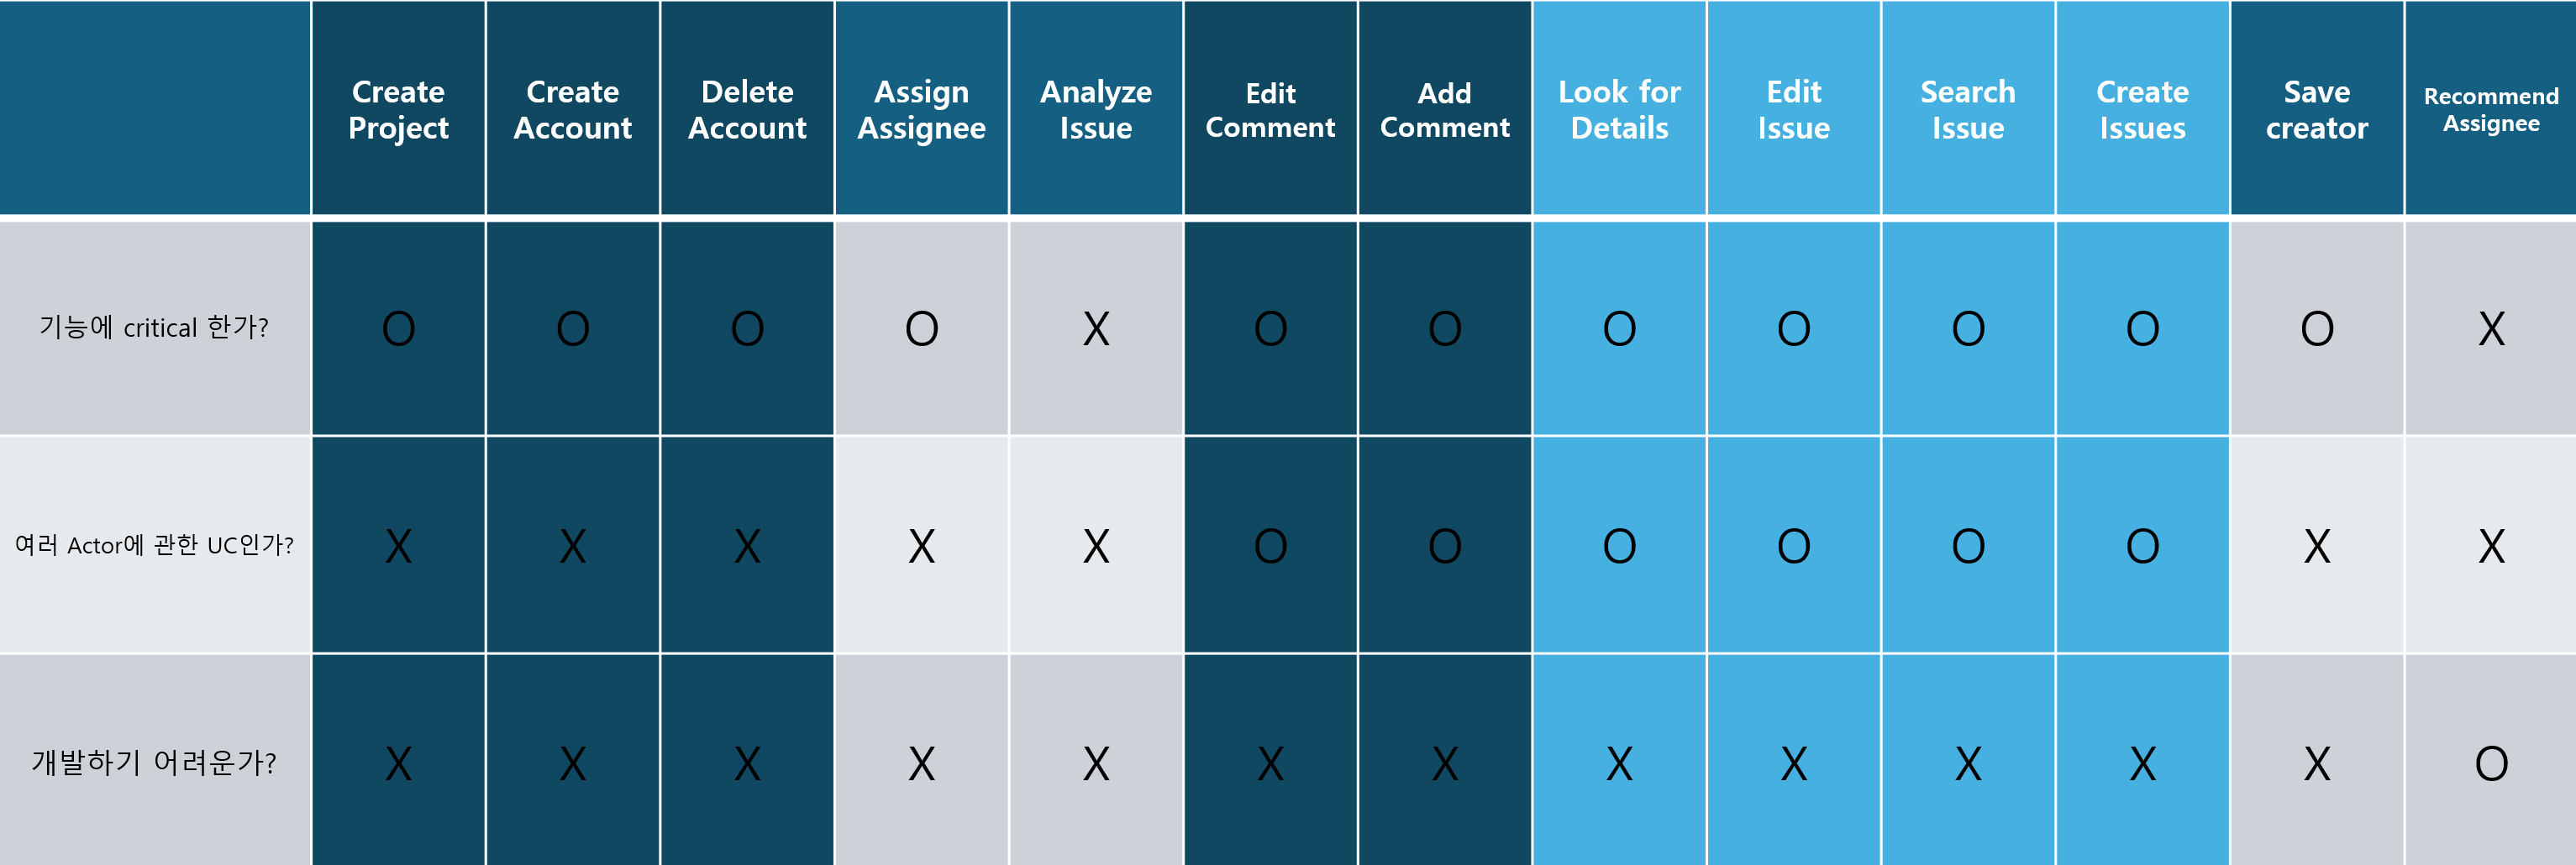 Create Project Create Account Delete Account Assign Assignee Analyze Issue Edit Comment Add Comment Look for Details Edit Issue Search Issue Create Issues Save creator Recommend Assignee
기능에 critical 한가? O O O O X O O O O O O O X
여러 Actor에 관한 UC인가? X X X X X O O O O O O X X
개발하기 어려운가? X X X X X X X X X X X X O